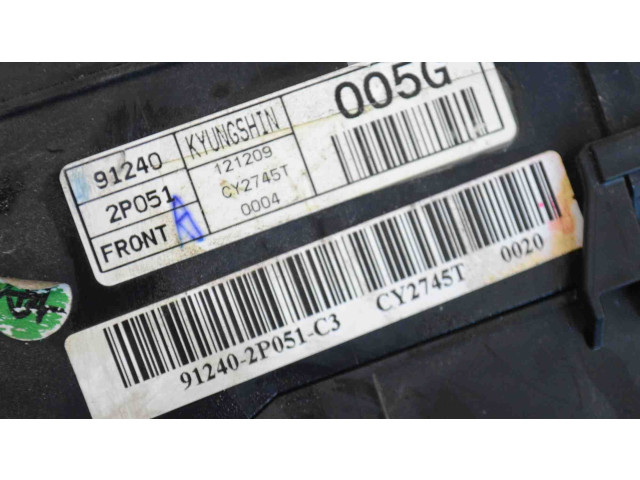 91240
2P051
FRONT
KYUNGSHIN
121209
CY2745T
0004
005G
91240-2P051-C3
CY2745T
0020